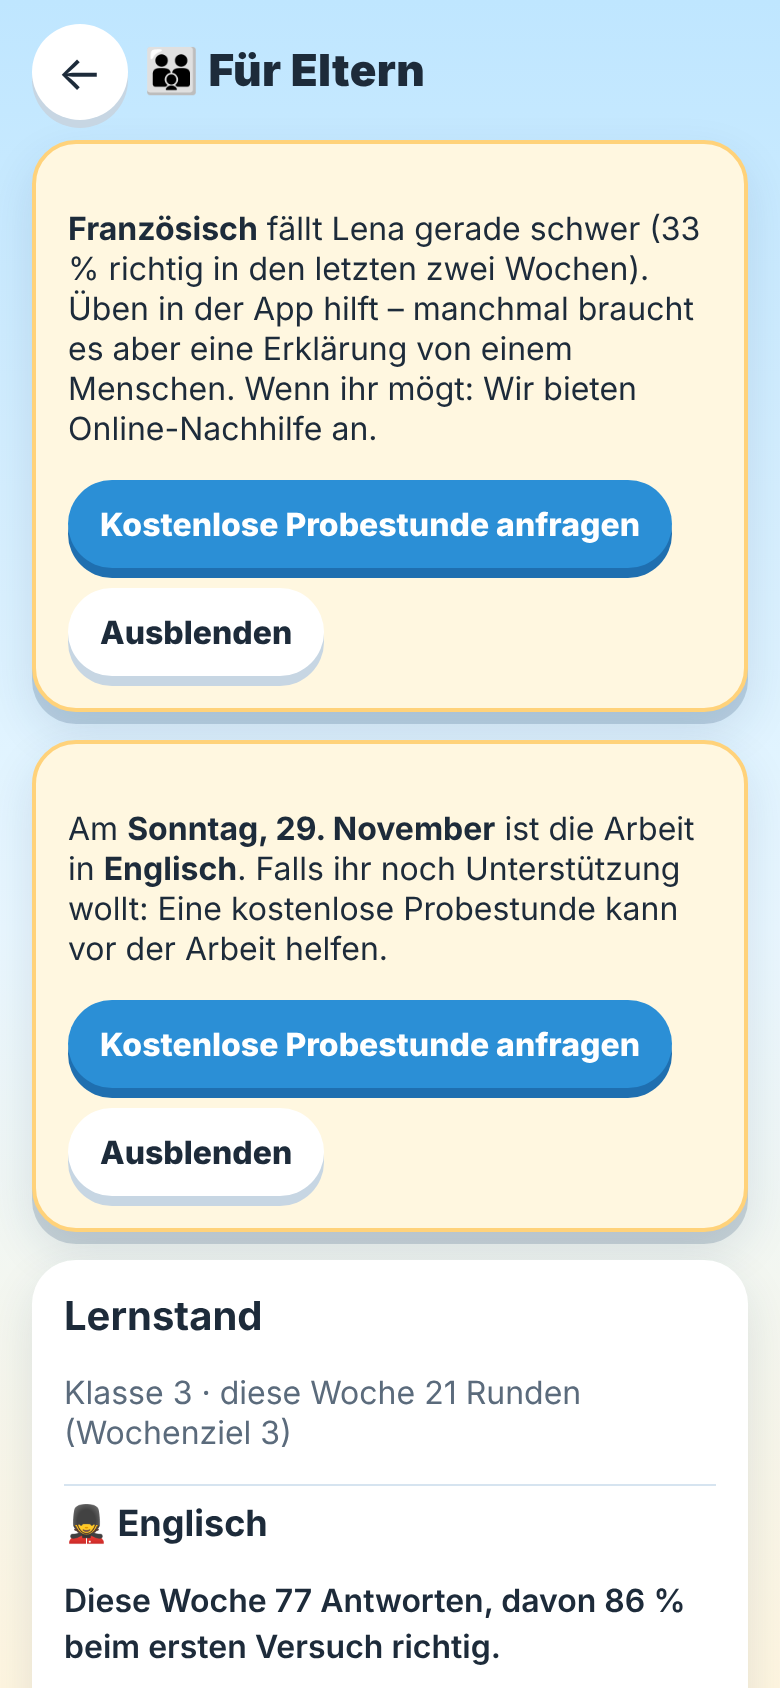 Für Eltern
Französisch fällt Lena gerade schwer (33
% richtig in den letzten zwei Wochen).
Üben in der App hilft – manchmal braucht
es aber eine Erklärung von einem
Menschen. Wenn ihr mögt: Wir bieten
Online-Nachhilfe an.
Kostenlose Probestunde anfragen
Ausblenden
Am Sonntag, 29. November ist die Arbeit
in Englisch. Falls ihr noch Unterstützung
wollt: Eine kostenlose Probestunde kann
vor der Arbeit helfen.
Kostenlose Probestunde anfragen
Ausblenden
Lernstand
Klasse 3 · diese Woche 21 Runden
(Wochenziel 3)
Englisch
Diese Woche 77 Antworten, davon 86 %
beim ersten Versuch richtig.